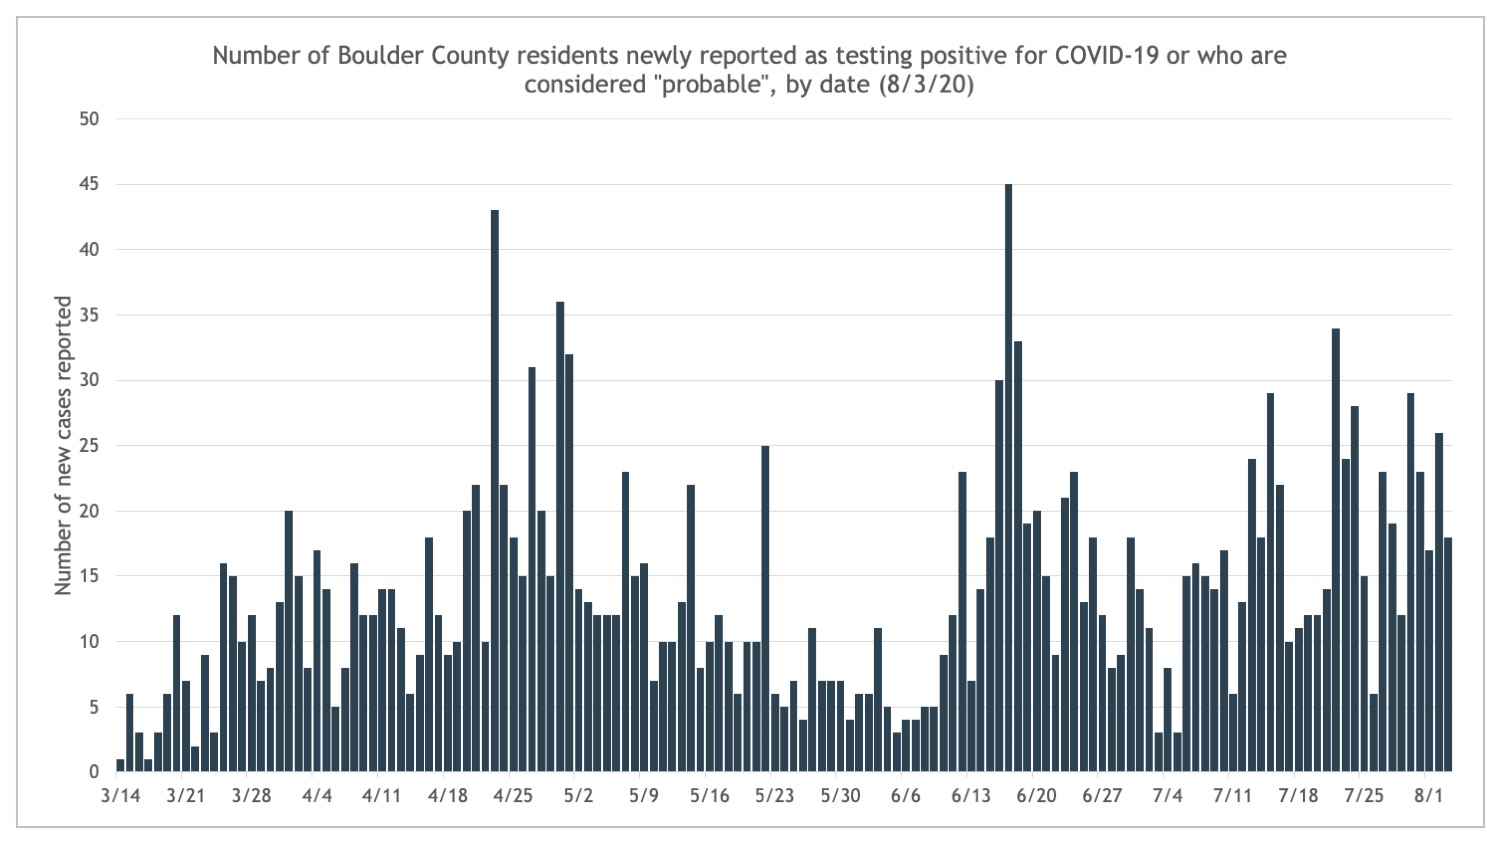 Number of Boulder County residents newly reported as testing positive for COVID-19 or who are
considered "probable", by date (8/3/20)
Number of new cases reported
50
45
40
35
30
25
20
15
10
5
0
3/14 3/21 3/28 4/4 4/11 4/18 4/25 5/2 5/9 5/16 5/23 5/30 6/6 6/13 6/20 6/27 7/4 7/11 7/18 7/25 8/1